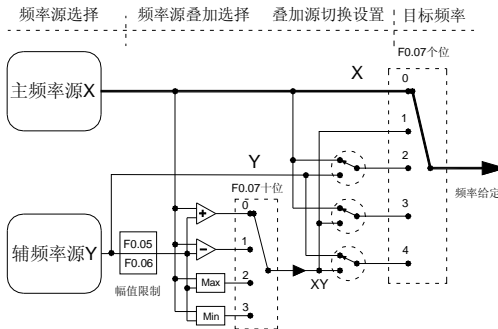 频率源选择 频率源叠加选择 叠加源切换设置 目标频率
F0.07个位
主频率源X
X
0
1
2
3
4
频率给定
Y
F0.07十位
辅频率源Y
F0.05
F0.06
幅值限制
+
−
Max
Min
0
1
2
3
XY